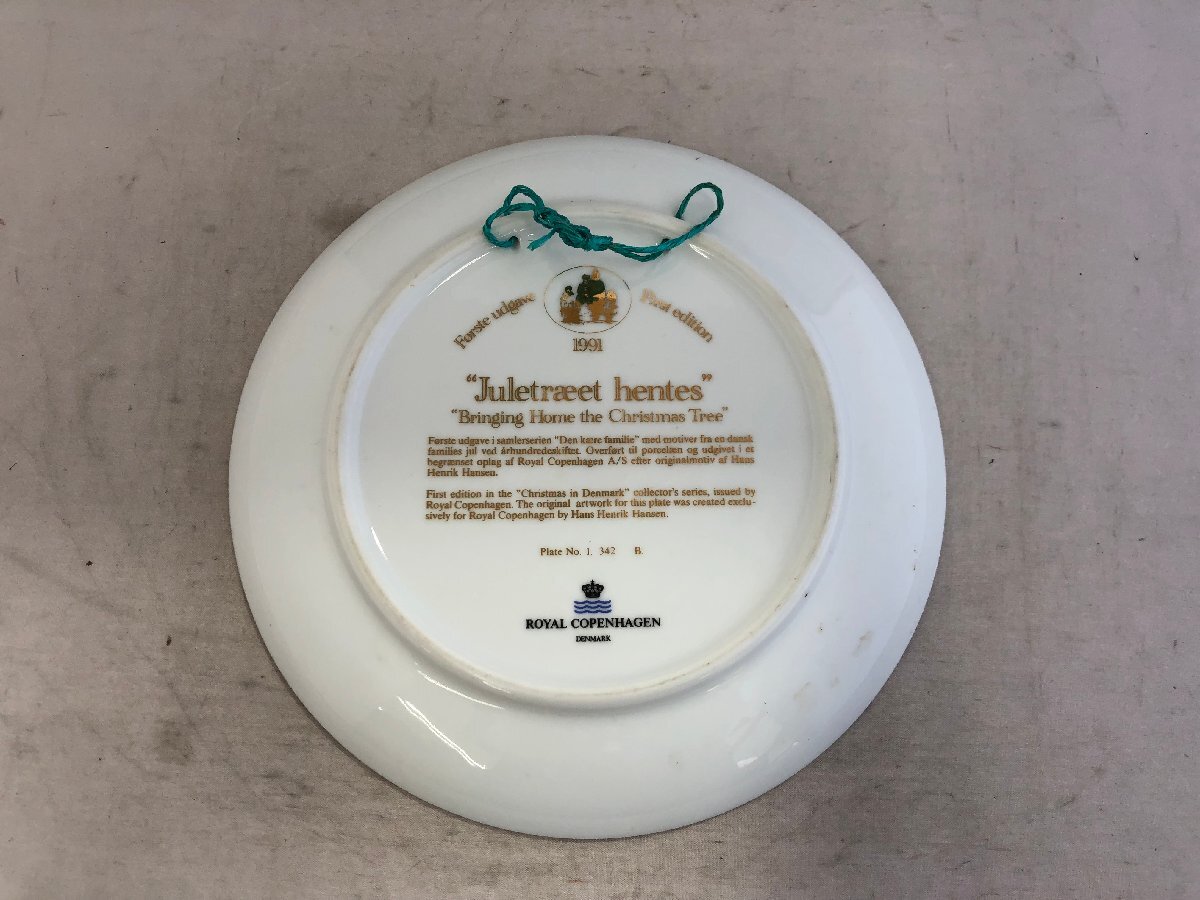 Første udgave First edition
1991
"Juletræet hentes"
"Bringing Home the Christmas Tree"
Første udgave i samlerserien "Den kære familie" med motiver fra en dansk
families jul ved århundredeskiftet. Overført til porcelæn og udgivet i et
begrænset oplag af Royal Copenhagen A/S efter originalmotiv af Hans
Henrik Hansen.
First edition in the "Christmas in Denmark" collector's series, issued by
Royal Copenhagen. The original artwork for this plate was created exclu-
sively for Royal Copenhagen by Hans Henrik Hansen.
Plate No. 1. 342 B.
ROYAL COPENHAGEN
DENMARK